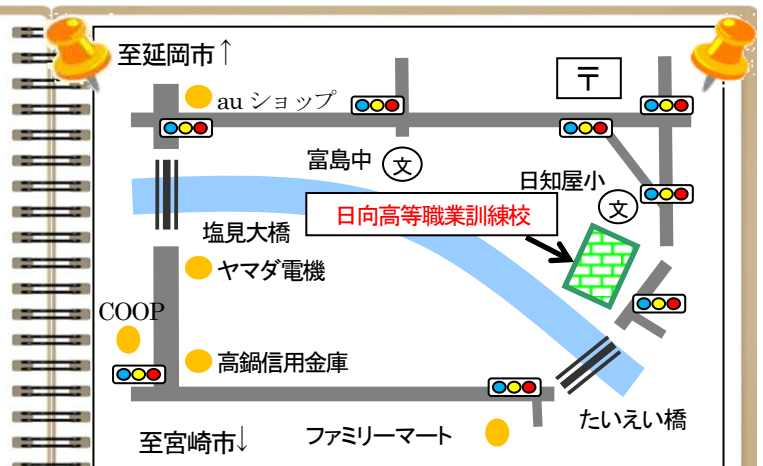 至延岡市↑
auショップ
〒
富島中
文
日知屋小
文
日向高等職業訓練校
塩見大橋
ヤマダ電機
COOP
高鍋信用金庫
たいえい橋
至宮崎市↓
ファミリーマート